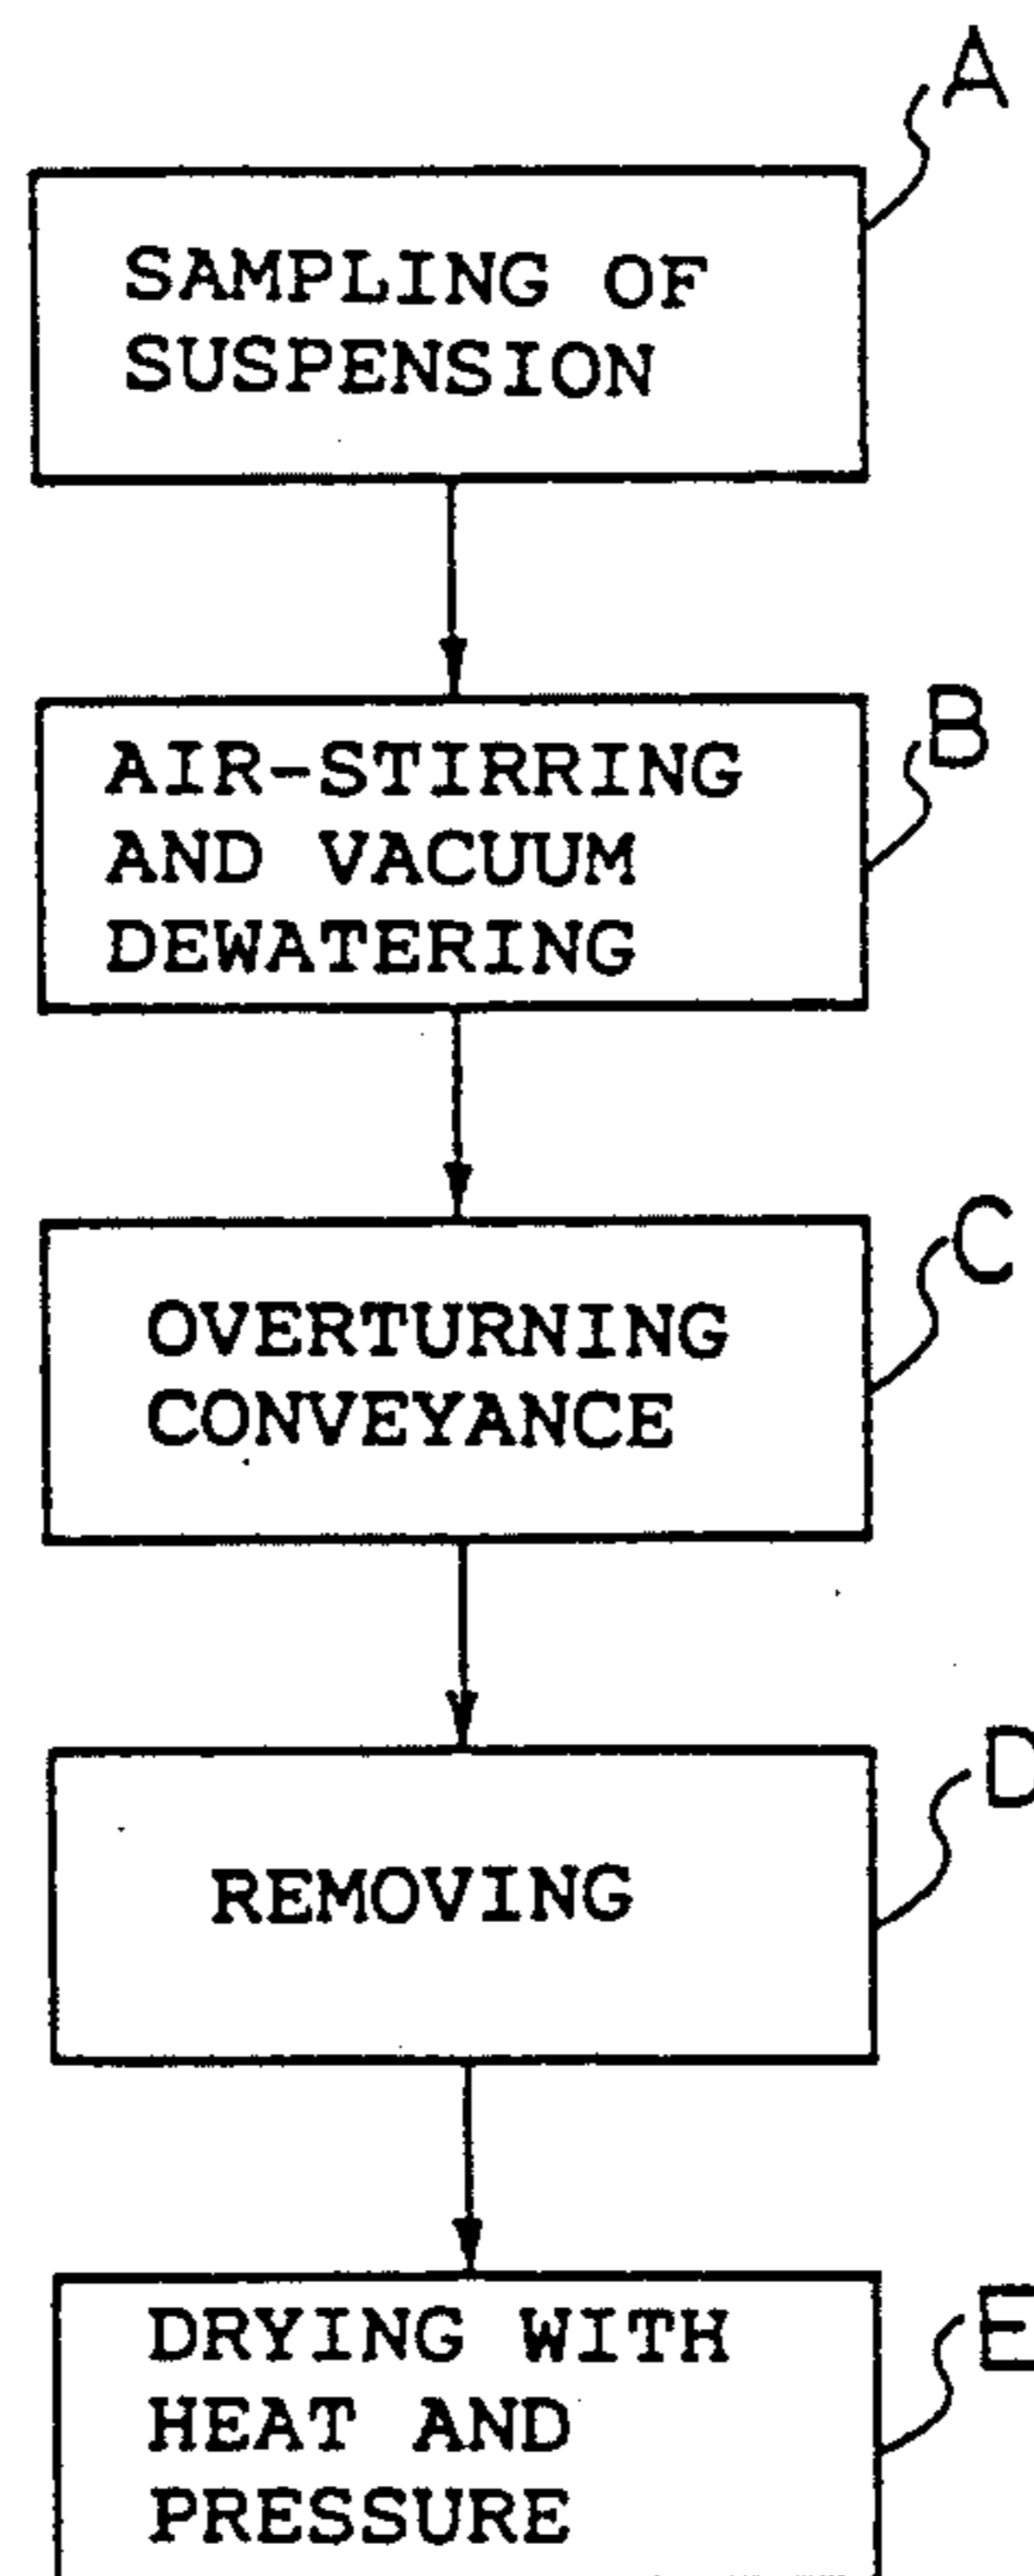 A
SAMPLING OF
SUSPENSION
B
AIR-STIRRING
AND VACUUM
DEWATERING
C
OVERTURNING
CONVEYANCE
D
REMOVING
E
DRYING WITH
HEAT AND
PRESSURE